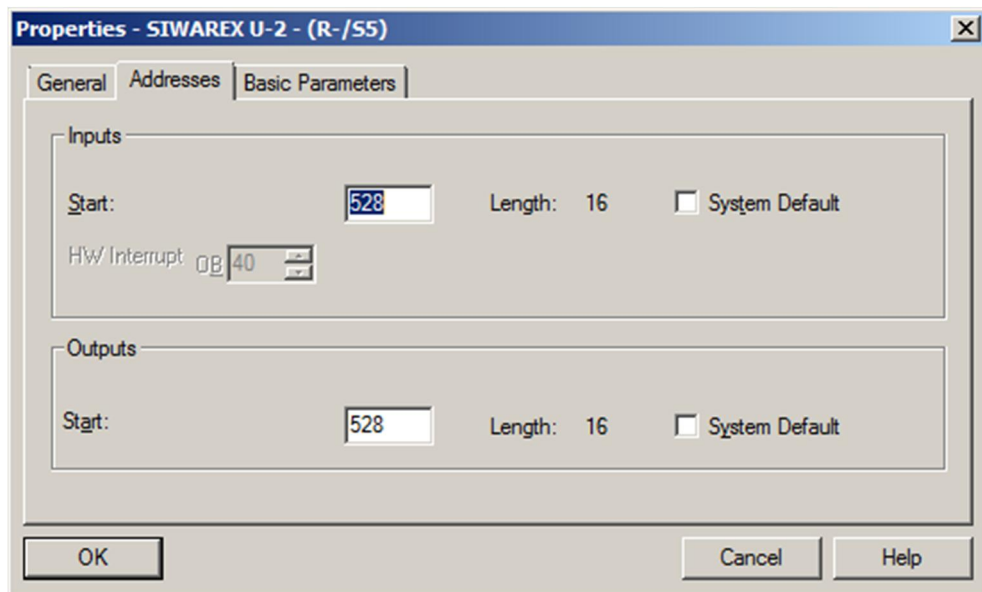 Properties - SIWAREX U-2 - (R-/S5)
General Addresses Basic Parameters
Inputs
Start: 528 Length: 16 System Default
HW Interrupt OB 40
Outputs
Start: 528 Length: 16 System Default
OK Cancel Help